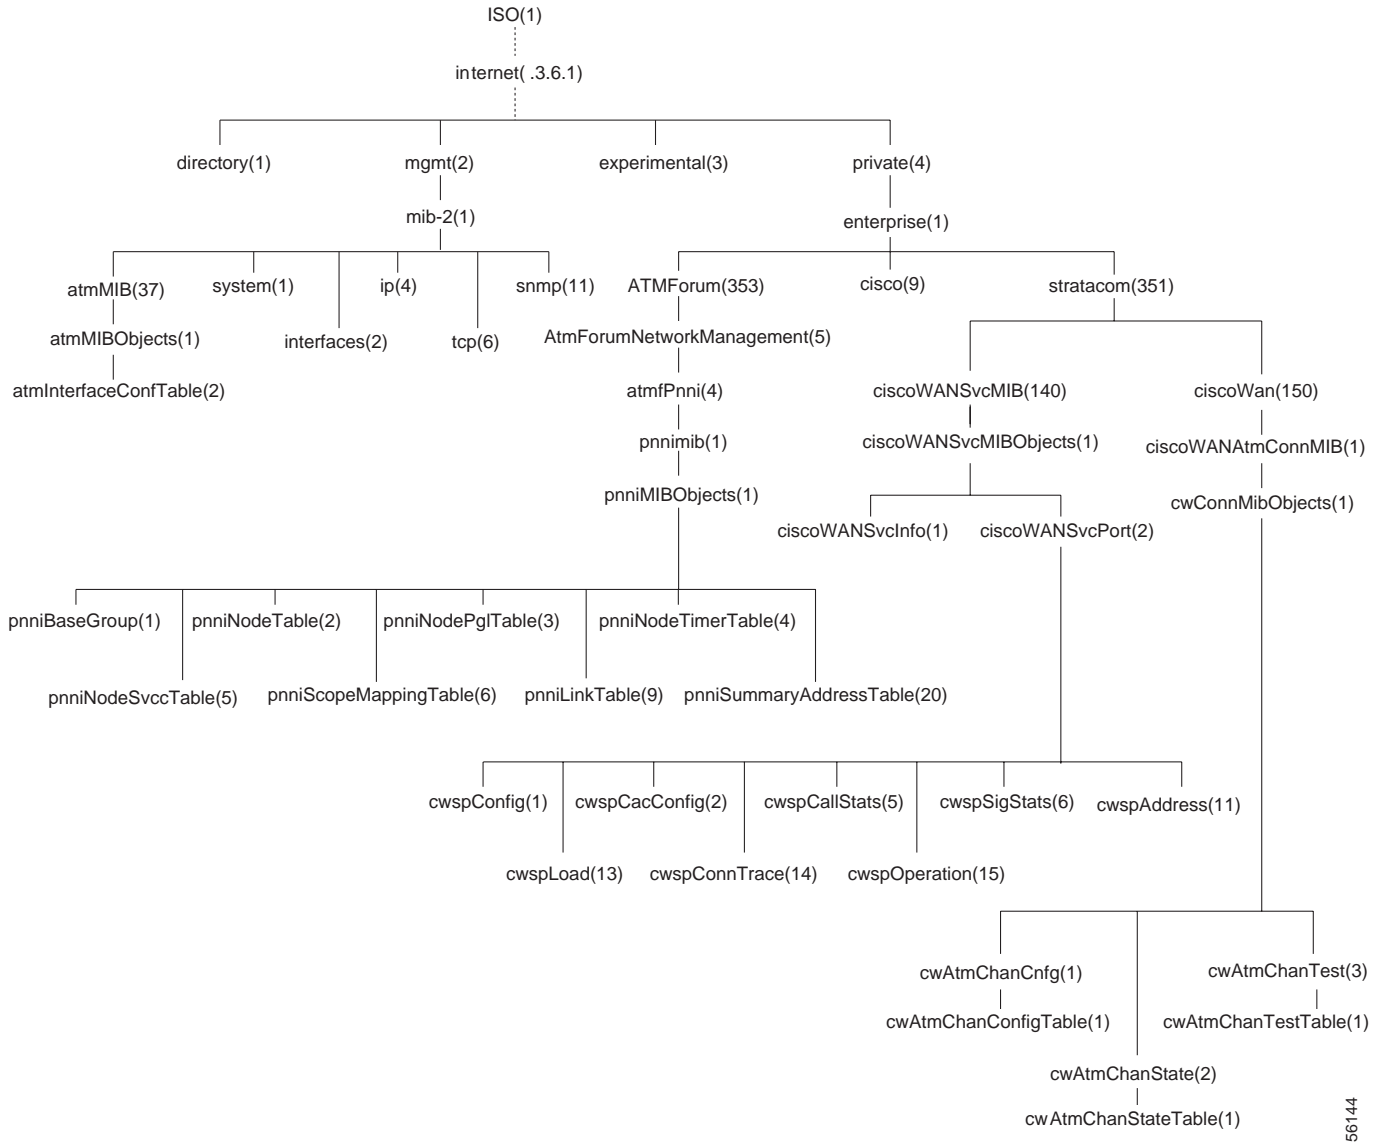 ISO(1)
internet( .3.6.1)
directory(1)
mgmt(2)
experimental(3)
private(4)
mib-2(1)
enterprise(1)
atmMIB(37)
system(1)
ip(4)
snmp(11)
ATMForum(353)
cisco(9)
stratacom(351)
atmMIBObjects(1)
interfaces(2)
tcp(6)
AtmForumNetworkManagement(5)
atmInterfaceConfTable(2)
atmfPnni(4)
ciscoWANSvcMIB(140)
ciscoWan(150)
pnnimib(1)
ciscoWANSvcMIBObjects(1)
ciscoWANAtmConnMIB(1)
pnniMIBObjects(1)
cwConnMibObjects(1)
ciscoWANSvcInfo(1)
ciscoWANSvcPort(2)
pnniBaseGroup(1)
pnniNodeTable(2)
pnniNodePglTable(3)
pnniNodeTimerTable(4)
pnniNodeSvccTable(5)
pnniScopeMappingTable(6)
pnniLinkTable(9)
pnniSummaryAddressTable(20)
cwspConfig(1)
cwspCacConfig(2)
cwspCallStats(5)
cwspSigStats(6)
cwspAddress(11)
cwspLoad(13)
cwspConnTrace(14)
cwspOperation(15)
cwAtmChanCnfg(1)
cwAtmChanTest(3)
cwAtmChanConfigTable(1)
cwAtmChanTestTable(1)
cwAtmChanState(2)
cwAtmChanStateTable(1)
56144